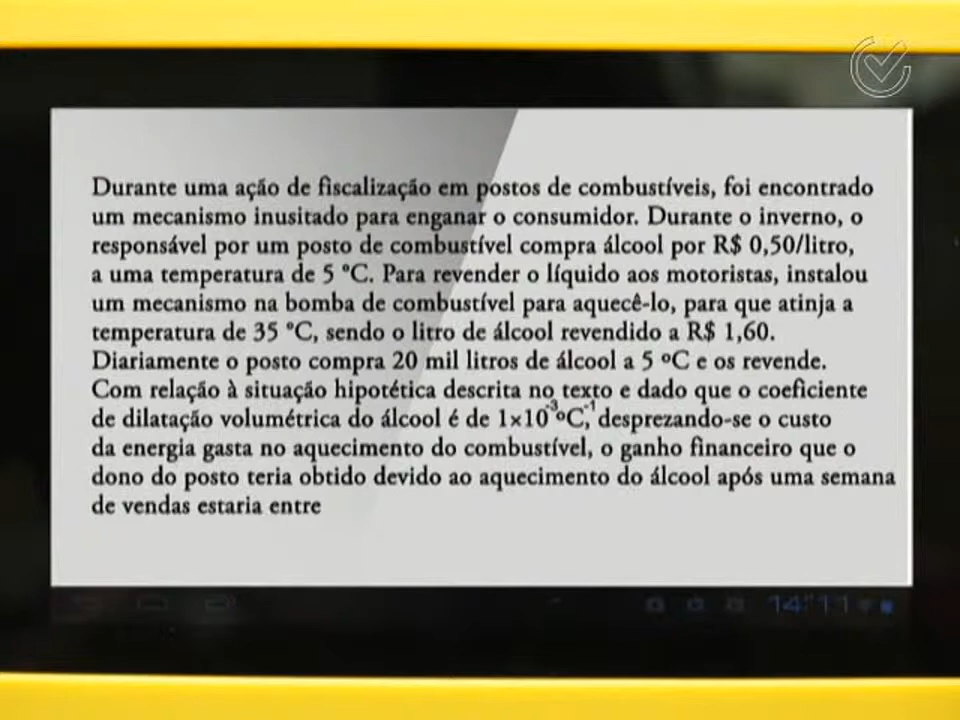 Durante uma ação de fiscalização em postos de combustíveis, foi encontrado
um mecanismo inusitado para enganar o consumidor. Durante o inverno, o
responsável por um posto de combustível compra álcool por R$ 0,50/litro,
a uma temperatura de 5 ºC. Para revender o líquido aos motoristas, instalou
um mecanismo na bomba de combustível para aquecê-lo, para que atinja a
temperatura de 35 ºC, sendo o litro de álcool revendido a R$ 1,60.
Diariamente o posto compra 20 mil litros de álcool a 5 ºC e os revende.
Com relação à situação hipotética descrita no texto e dado que o coeficiente
de dilatação volumétrica do álcool é de 1×10⁻³ºC⁻¹, desprezando-se o custo
da energia gasta no aquecimento do combustível, o ganho financeiro que o
dono do posto teria obtido devido ao aquecimento do álcool após uma semana
de vendas estaria entre
14:11